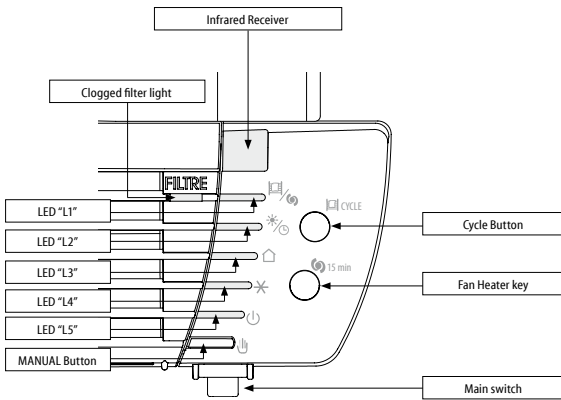 Infrared Receiver
Clogged filter light
FILTRE
LED “L1”
CYCLE
LED “L2”
Cycle Button
LED “L3”
15 min
Fan Heater key
LED “L4”
LED “L5”
MANUAL Button
Main switch